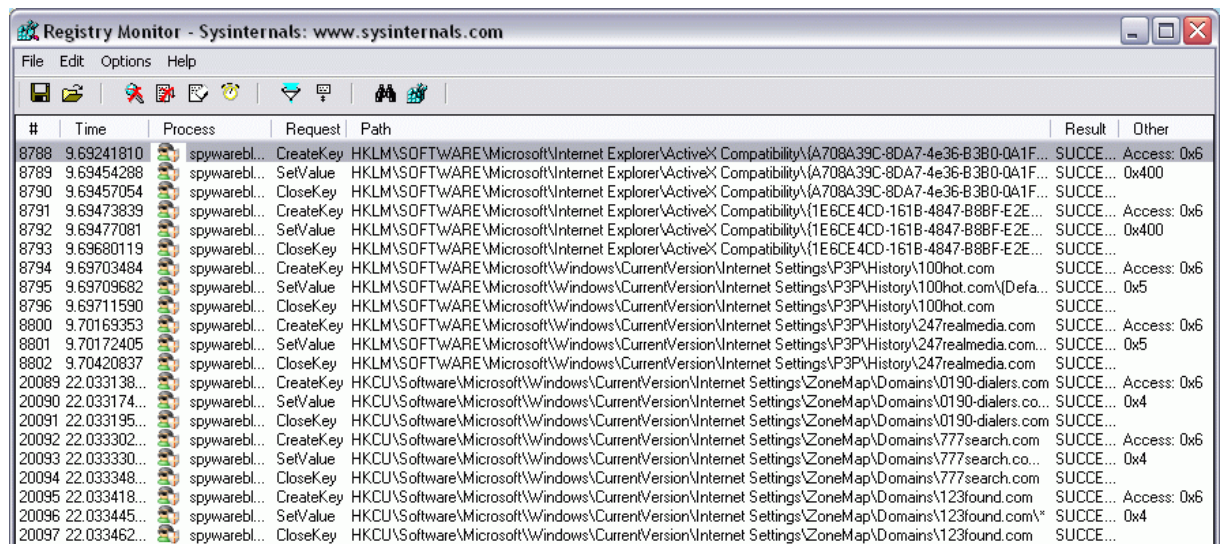 Registry Monitor - Sysinternals: www.sysinternals.com
File Edit Options Help
# Time Process Request Path Result Other
8788 9.69241810 spywarebl... CreateKey HKLM\SOFTWARE\Microsoft\Internet Explorer\ActiveX Compatibility\{A708A39C-8DA7-4e36-B3B0-0A1F... SUCCE... Access: 0x6
8789 9.69454288 spywarebl... SetValue HKLM\SOFTWARE\Microsoft\Internet Explorer\ActiveX Compatibility\{A708A39C-8DA7-4e36-B3B0-0A1F... SUCCE... 0x400
8790 9.69457054 spywarebl... CloseKey HKLM\SOFTWARE\Microsoft\Internet Explorer\ActiveX Compatibility\{A708A39C-8DA7-4e36-B3B0-0A1F... SUCCE...
8791 9.69473839 spywarebl... CreateKey HKLM\SOFTWARE\Microsoft\Internet Explorer\ActiveX Compatibility\{1E6CE4CD-161B-4847-B8BF-E2E... SUCCE... Access: 0x6
8792 9.69477081 spywarebl... SetValue HKLM\SOFTWARE\Microsoft\Internet Explorer\ActiveX Compatibility\{1E6CE4CD-161B-4847-B8BF-E2E... SUCCE... 0x400
8793 9.69680119 spywarebl... CloseKey HKLM\SOFTWARE\Microsoft\Internet Explorer\ActiveX Compatibility\{1E6CE4CD-161B-4847-B8BF-E2E... SUCCE...
8794 9.69703484 spywarebl... CreateKey HKLM\SOFTWARE\Microsoft\Windows\CurrentVersion\Internet Settings\P3P\History\100hot.com SUCCE... Access: 0x6
8795 9.69709682 spywarebl... SetValue HKLM\SOFTWARE\Microsoft\Windows\CurrentVersion\Internet Settings\P3P\History\100hot.com\(Defa... SUCCE... 0x5
8796 9.69711590 spywarebl... CloseKey HKLM\SOFTWARE\Microsoft\Windows\CurrentVersion\Internet Settings\P3P\History\100hot.com SUCCE...
8800 9.70169353 spywarebl... CreateKey HKLM\SOFTWARE\Microsoft\Windows\CurrentVersion\Internet Settings\P3P\History\247realmedia.com SUCCE... Access: 0x6
8801 9.70172405 spywarebl... SetValue HKLM\SOFTWARE\Microsoft\Windows\CurrentVersion\Internet Settings\P3P\History\247realmedia.com... SUCCE... 0x5
8802 9.70420837 spywarebl... CloseKey HKLM\SOFTWARE\Microsoft\Windows\CurrentVersion\Internet Settings\P3P\History\247realmedia.com SUCCE...
20089 22.033138... spywarebl... CreateKey HKCU\Software\Microsoft\Windows\CurrentVersion\Internet Settings\ZoneMap\Domains\0190-dialers.com SUCCE... Access: 0x6
20090 22.033174... spywarebl... SetValue HKCU\Software\Microsoft\Windows\CurrentVersion\Internet Settings\ZoneMap\Domains\0190-dialers.co... SUCCE... 0x4
20091 22.033195... spywarebl... CloseKey HKCU\Software\Microsoft\Windows\CurrentVersion\Internet Settings\ZoneMap\Domains\0190-dialers.com SUCCE...
20092 22.033302... spywarebl... CreateKey HKCU\Software\Microsoft\Windows\CurrentVersion\Internet Settings\ZoneMap\Domains\777search.com SUCCE... Access: 0x6
20093 22.033330... spywarebl... SetValue HKCU\Software\Microsoft\Windows\CurrentVersion\Internet Settings\ZoneMap\Domains\777search.co... SUCCE... 0x4
20094 22.033348... spywarebl... CloseKey HKCU\Software\Microsoft\Windows\CurrentVersion\Internet Settings\ZoneMap\Domains\777search.com SUCCE...
20095 22.033418... spywarebl... CreateKey HKCU\Software\Microsoft\Windows\CurrentVersion\Internet Settings\ZoneMap\Domains\123found.com SUCCE... Access: 0x6
20096 22.033445... spywarebl... SetValue HKCU\Software\Microsoft\Windows\CurrentVersion\Internet Settings\ZoneMap\Domains\123found.com\* SUCCE... 0x4
20097 22.033462... spywarebl... CloseKey HKCU\Software\Microsoft\Windows\CurrentVersion\Internet Settings\ZoneMap\Domains\123found.com SUCCE...